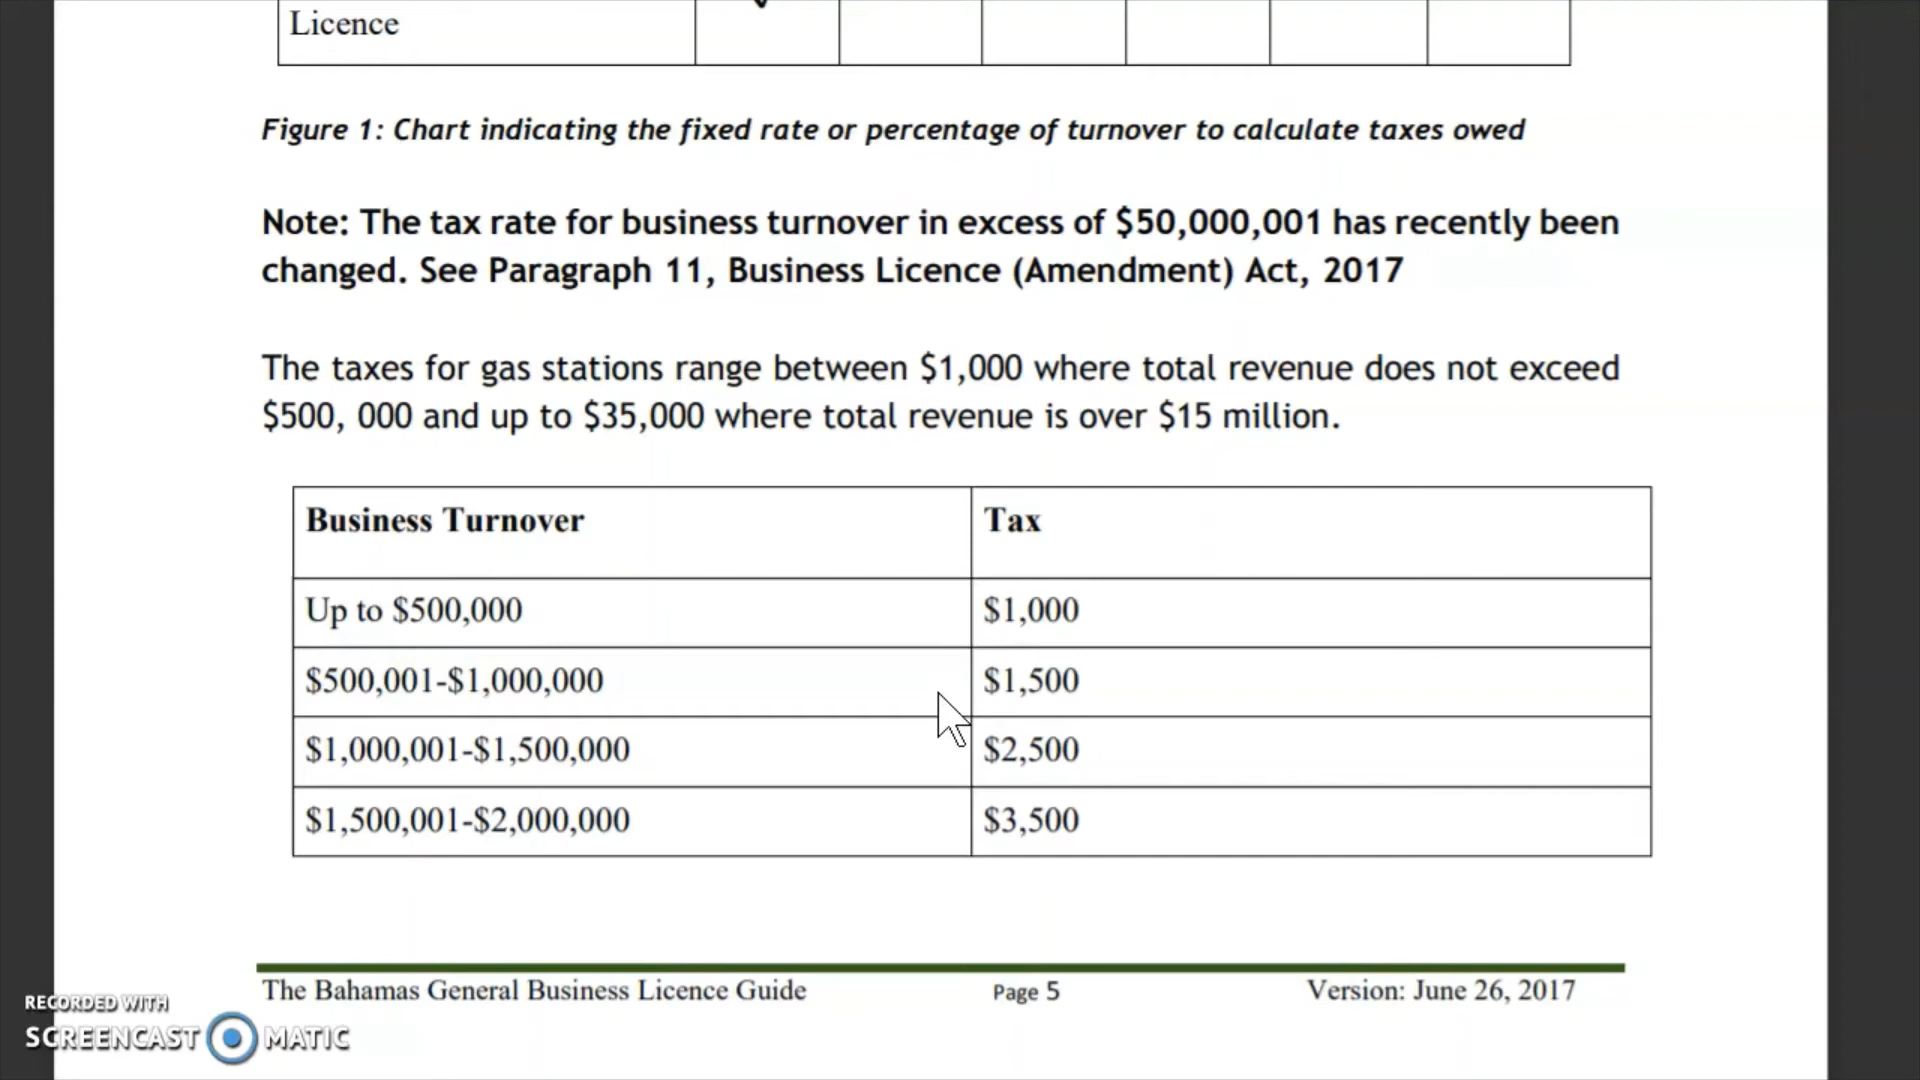 Licence
Figure 1: Chart indicating the fixed rate or percentage of turnover to calculate taxes owed
Note: The tax rate for business turnover in excess of $50,000,001 has recently been
changed. See Paragraph 11, Business Licence (Amendment) Act, 2017
The taxes for gas stations range between $1,000 where total revenue does not exceed
$500, 000 and up to $35,000 where total revenue is over $15 million.
Business Turnover Tax
Up to $500,000 $1,000
$500,001-$1,000,000 $1,500
$1,000,001-$1,500,000 $2,500
$1,500,001-$2,000,000 $3,500
The Bahamas General Business Licence Guide Page 5 Version: June 26, 2017
RECORDED WITH
SCREENCAST MATIC